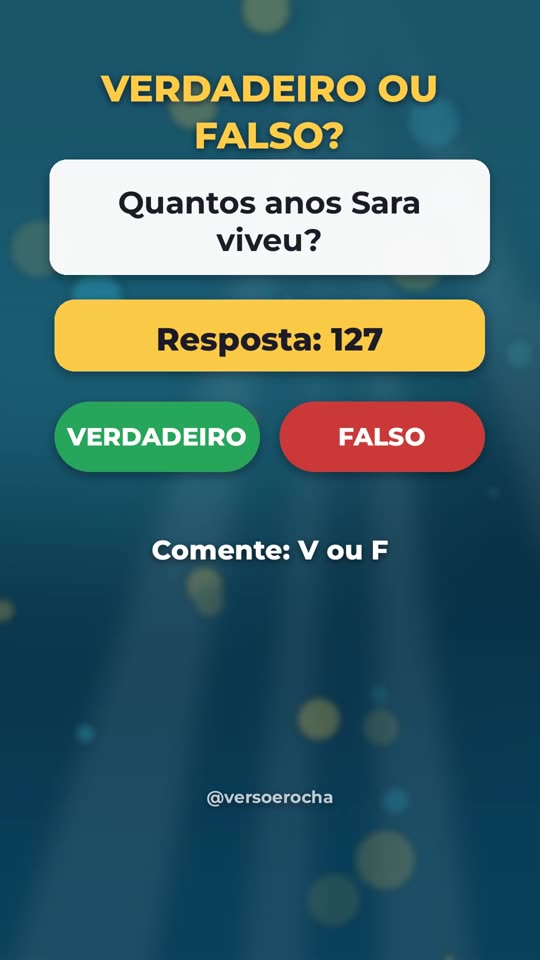 VERDADEIRO OU
FALSO?
Quantos anos Sara
viveu?
Resposta: 127
VERDADEIRO
FALSO
Comente: V ou F
@versoerocha